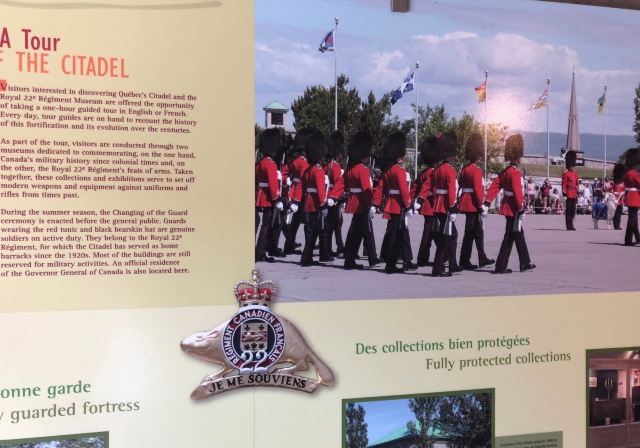 A Tour
F THE CITADEL
Visitors interested in discovering Québec's Citadel and the
Royal 22e Régiment Museum are offered the opportunity
of taking a one-hour guided tour in English or French.
Every day, tour guides are on hand to recount the history
of this fortification and its evolution over the centuries.
As part of the tour, visitors are conducted through two
museums dedicated to commemorating, on the one hand,
Canada's military history since colonial times and, on
the other, the Royal 22e Régiment's feats of arms. Taken
together, these collections and exhibitions serve to set off
modern weapons and equipment against uniforms and
rifles from times past.
During the summer season, the Changing of the Guard
ceremony is enacted before the general public. Guards
wearing the red tunic and black bearskin hat are genuine
soldiers on active duty. They belong to the Royal 22e
Régiment, for which the Citadel has served as home
barracks since the 1920s. Most of the buildings are still
reserved for military activities. An official residence
of the Governor General of Canada is also located here.
RÉGIMENT CANADIEN FRANÇAIS
22
JE ME SOUVIENS
onne garde
y guarded fortress
Des collections bien protégées
Fully protected collections